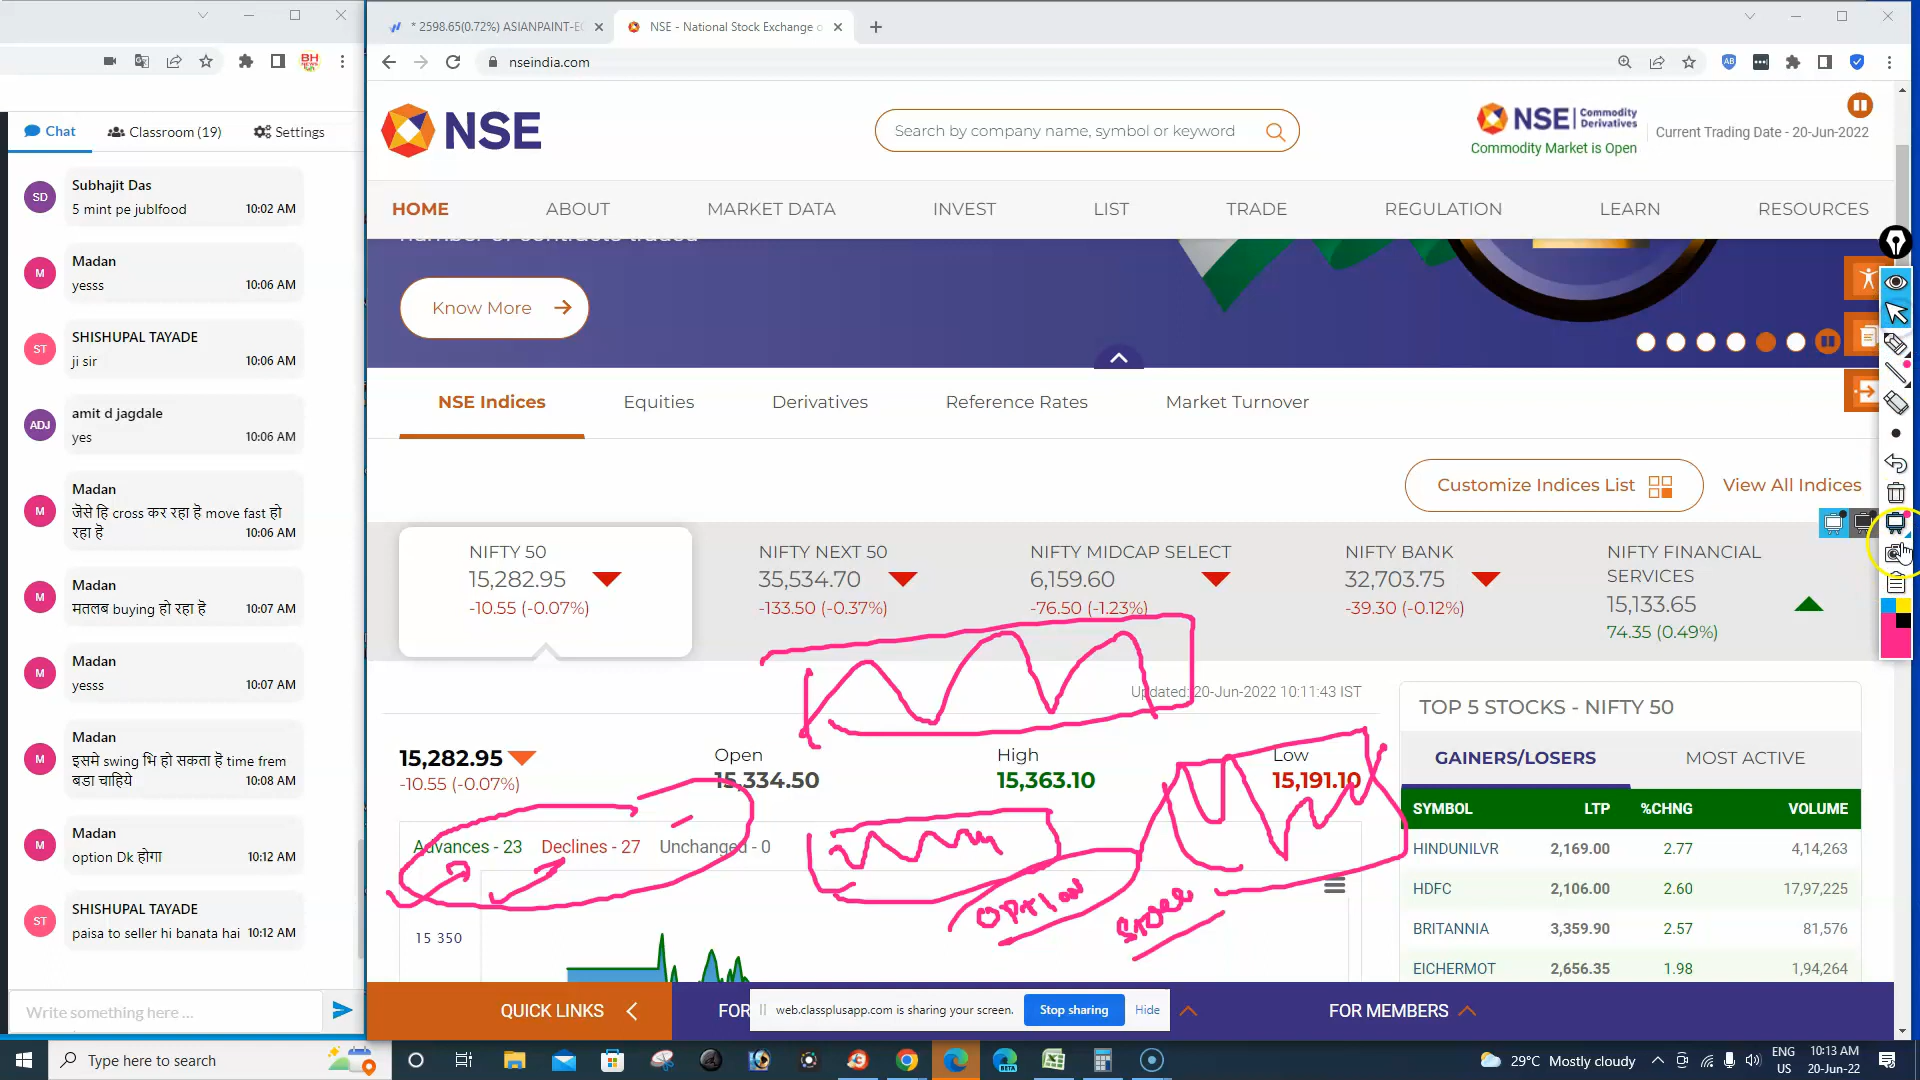 * 2598.65(0.72%) ASIANPAINT-E
NSE - National Stock Exchange o
BH
nseindia.com
Chat
Classroom (19)
Settings
SD
Subhajit Das
5 mint pe jublfood
10:02 AM
M
Madan
yesss
10:06 AM
ST
SHISHUPAL TAYADE
ji sir
10:06 AM
ADJ
amit d jagdale
yes
10:06 AM
M
Madan
जेसे हि cross कर रहा हे move fast हो
रहा हे
10:06 AM
M
Madan
मतलब buying हो रहा हे
10:07 AM
M
Madan
yesss
10:07 AM
M
Madan
इसमे swing भि हो सकता हे time frem
बडा चाहिये
10:08 AM
M
Madan
option Dk होगा
10:12 AM
ST
SHISHUPAL TAYADE
paisa to seller hi banata hai
10:12 AM
Write something here ...
NSE
Search by company name, symbol or keyword
NSE Commodity Derivatives
Commodity Market is Open
Current Trading Date - 20-Jun-2022
HOME
ABOUT
MARKET DATA
INVEST
LIST
TRADE
REGULATION
LEARN
RESOURCES
number of contracts traded
Know More
NSE Indices
Equities
Derivatives
Reference Rates
Market Turnover
Customize Indices List
View All Indices
NIFTY 50
15,282.95
-10.55 (-0.07%)
NIFTY NEXT 50
35,534.70
-133.50 (-0.37%)
NIFTY MIDCAP SELECT
6,159.60
-76.50 (-1.23%)
NIFTY BANK
32,703.75
-39.30 (-0.12%)
NIFTY FINANCIAL
SERVICES
15,133.65
74.35 (0.49%)
Updated: 20-Jun-2022 10:11:43 IST
15,282.95
-10.55 (-0.07%)
Open
15,334.50
High
15,363.10
Low
15,191.10
Advances - 23
Declines - 27
Unchanged - 0
OPTION
15 350
TOP 5 STOCKS - NIFTY 50
GAINERS/LOSERS
MOST ACTIVE
SYMBOL LTP %CHNG VOLUME
HINDUNILVR 2,169.00 2.77 4,14,263
HDFC 2,106.00 2.60 17,97,225
BRITANNIA 3,359.90 2.57 81,576
EICHERMOT 2,656.35 1.98 1,94,264
QUICK LINKS
FOR
web.classplusapp.com is sharing your screen.
Stop sharing
Hide
FOR MEMBERS
Type here to search
BETA
29°C Mostly cloudy
ENG
US
10:13 AM
20-Jun-22